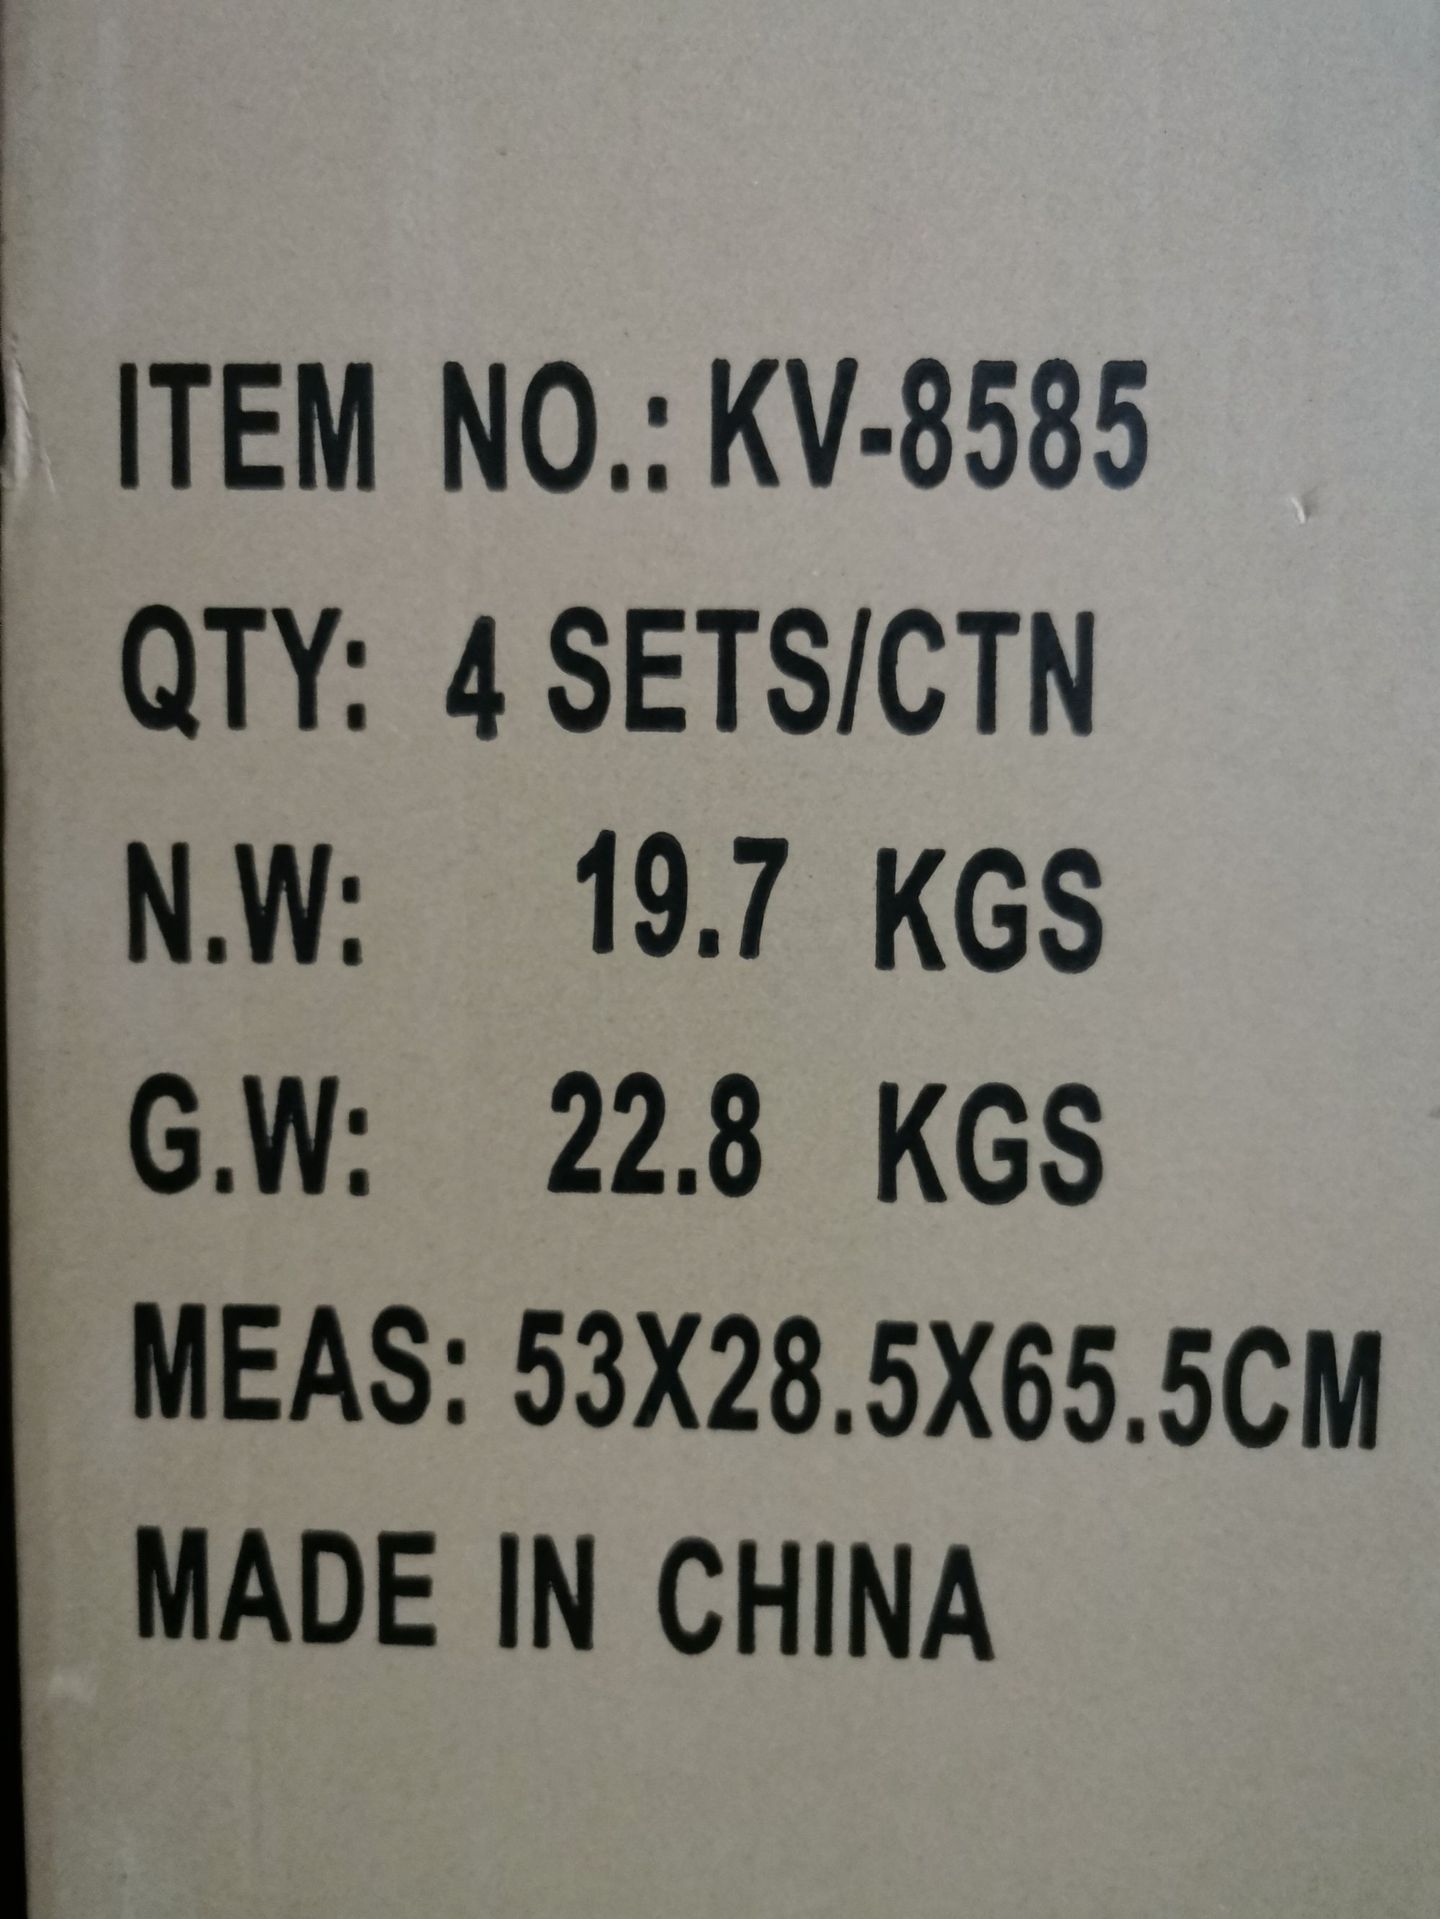 ITEM NO.: KV-8585
QTY: 4 SETS/CTN
N.W: 19.7 KGS
G.W: 22.8 KGS
MEAS: 53X28.5X65.5CM
MADE IN CHINA